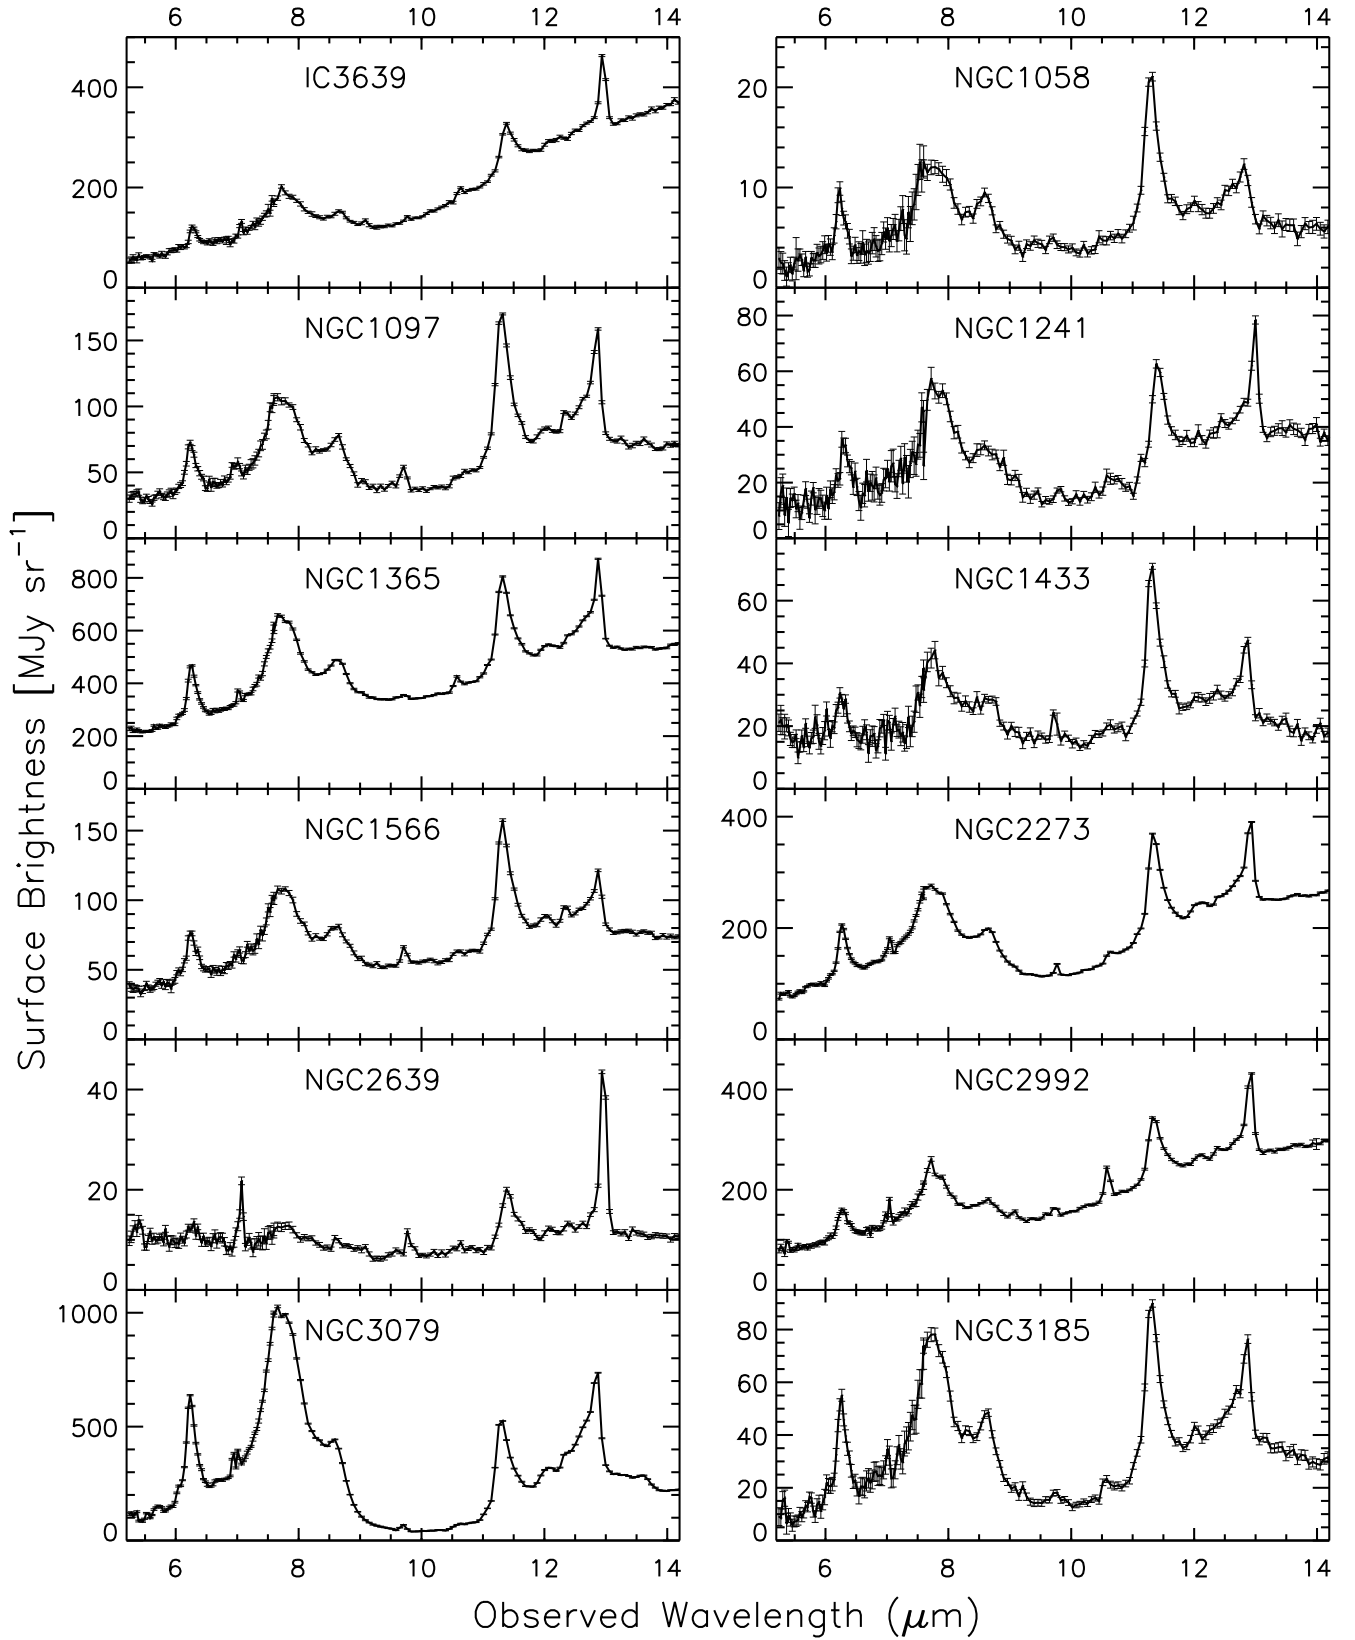 6 8 10 12 14 6 8 10 12 14
IC3639
400
200
0
NGC1058
20
10
0
NGC1097
150
100
50
0
NGC1241
80
60
40
20
0
NGC1365
800
600
400
200
0
NGC1433
60
40
20
0
NGC1566
150
100
50
0
NGC2273
400
200
0
NGC2639
40
20
0
NGC2992
400
200
0
NGC3079
1000
500
0
NGC3185
80
60
40
20
0
6 8 10 12 14 6 8 10 12 14
Surface Brightness [MJy sr⁻¹]
Observed Wavelength (μm)